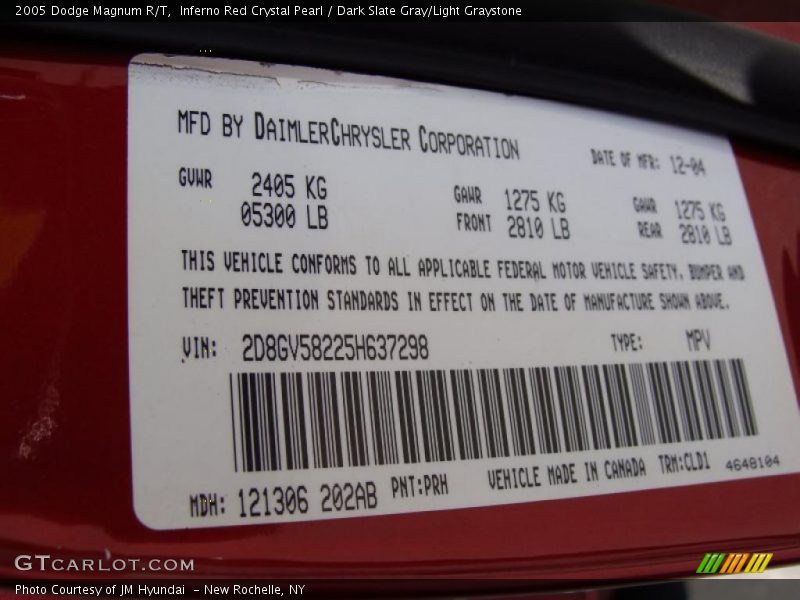 2005 Dodge Magnum R/T,  Inferno Red Crystal Pearl / Dark Slate Gray/Light Graystone
MFD BY DAIMLERCHRYSLER CORPORATION
DATE OF MFR: 12-04
GVWR 2405 KG GAWR 1275 KG GAWR 1275 KG
05300 LB FRONT 2810 LB REAR 2810 LB
THIS VEHICLE CONFORMS TO ALL APPLICABLE FEDERAL MOTOR VEHICLE SAFETY, BUMPER AND
THEFT PREVENTION STANDARDS IN EFFECT ON THE DATE OF MANUFACTURE SHOWN ABOVE.
VIN: 2D8GV58225H637298 TYPE: MPV
MDH: 121306 202AB PNT:PRH VEHICLE MADE IN CANADA TRM:CLD1 4648104
GTCARLOT.COM
Photo Courtesy of JM Hyundai  - New Rochelle, NY